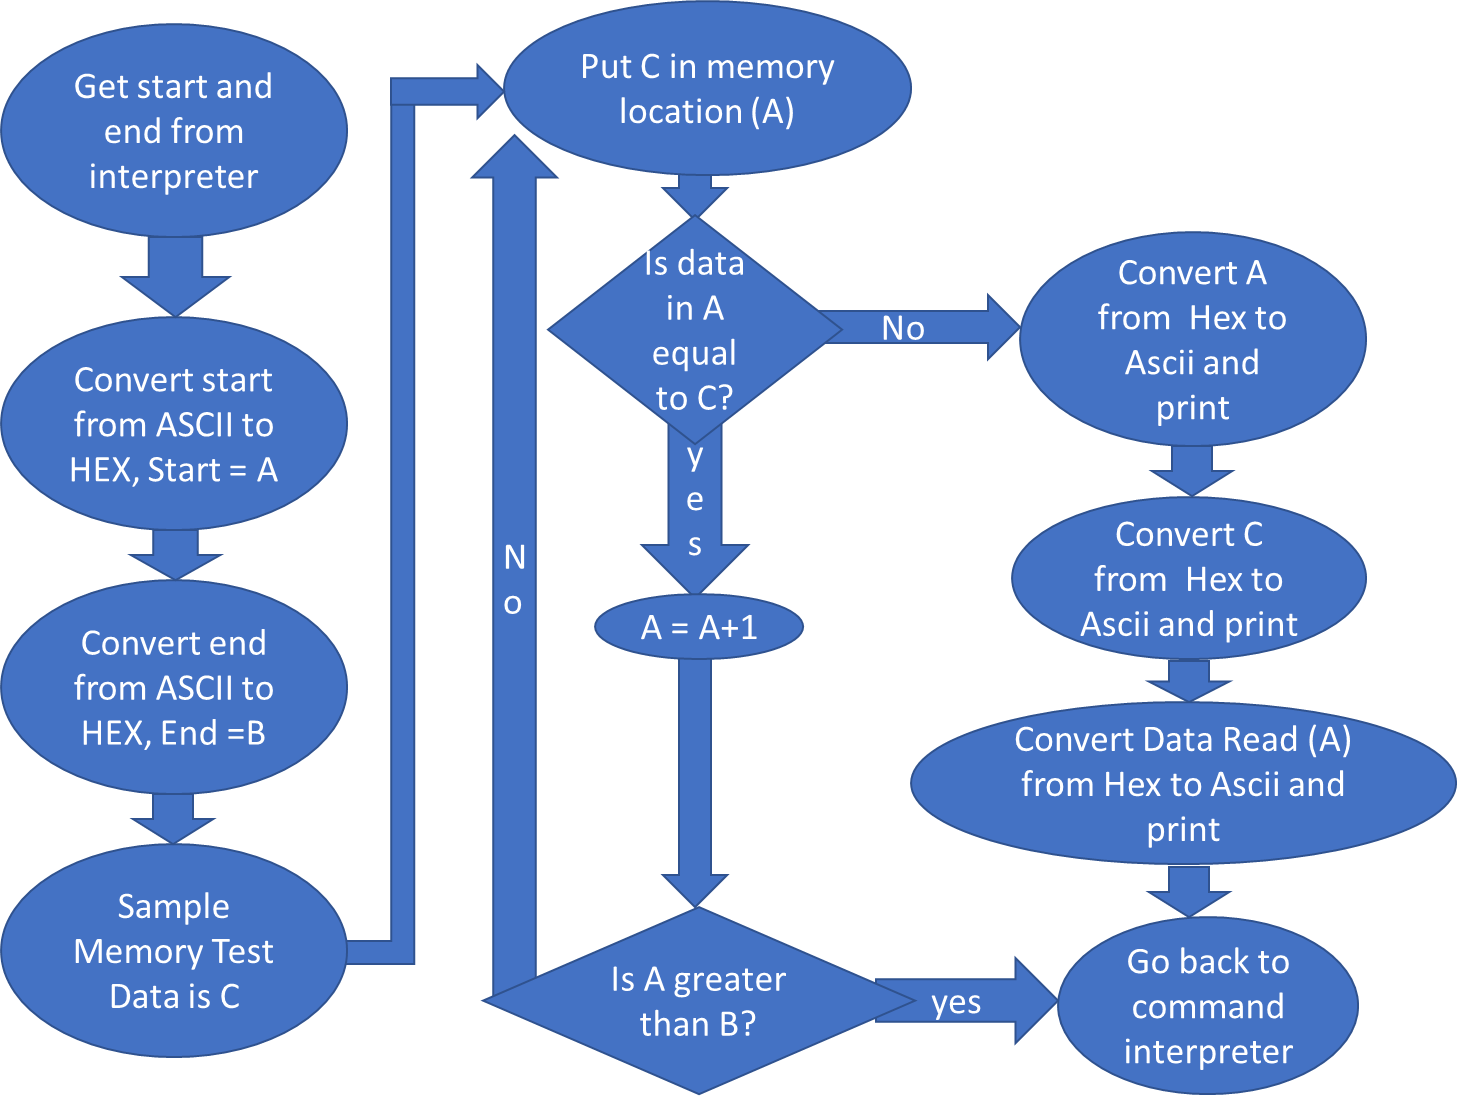 Get start and
end from
interpreter
Convert start
from ASCII to
HEX, Start = A
Convert end
from ASCII to
HEX, End =B
Sample
Memory Test
Data is C
Put C in memory
location (A)
Is data
in A
equal
to C?
No
y
e
s
A = A+1
N
o
Is A greater
than B?
yes
Convert A
from  Hex to
Ascii and
print
Convert C
from  Hex to
Ascii and print
Convert Data Read (A)
from Hex to Ascii and
print
Go back to
command
interpreter